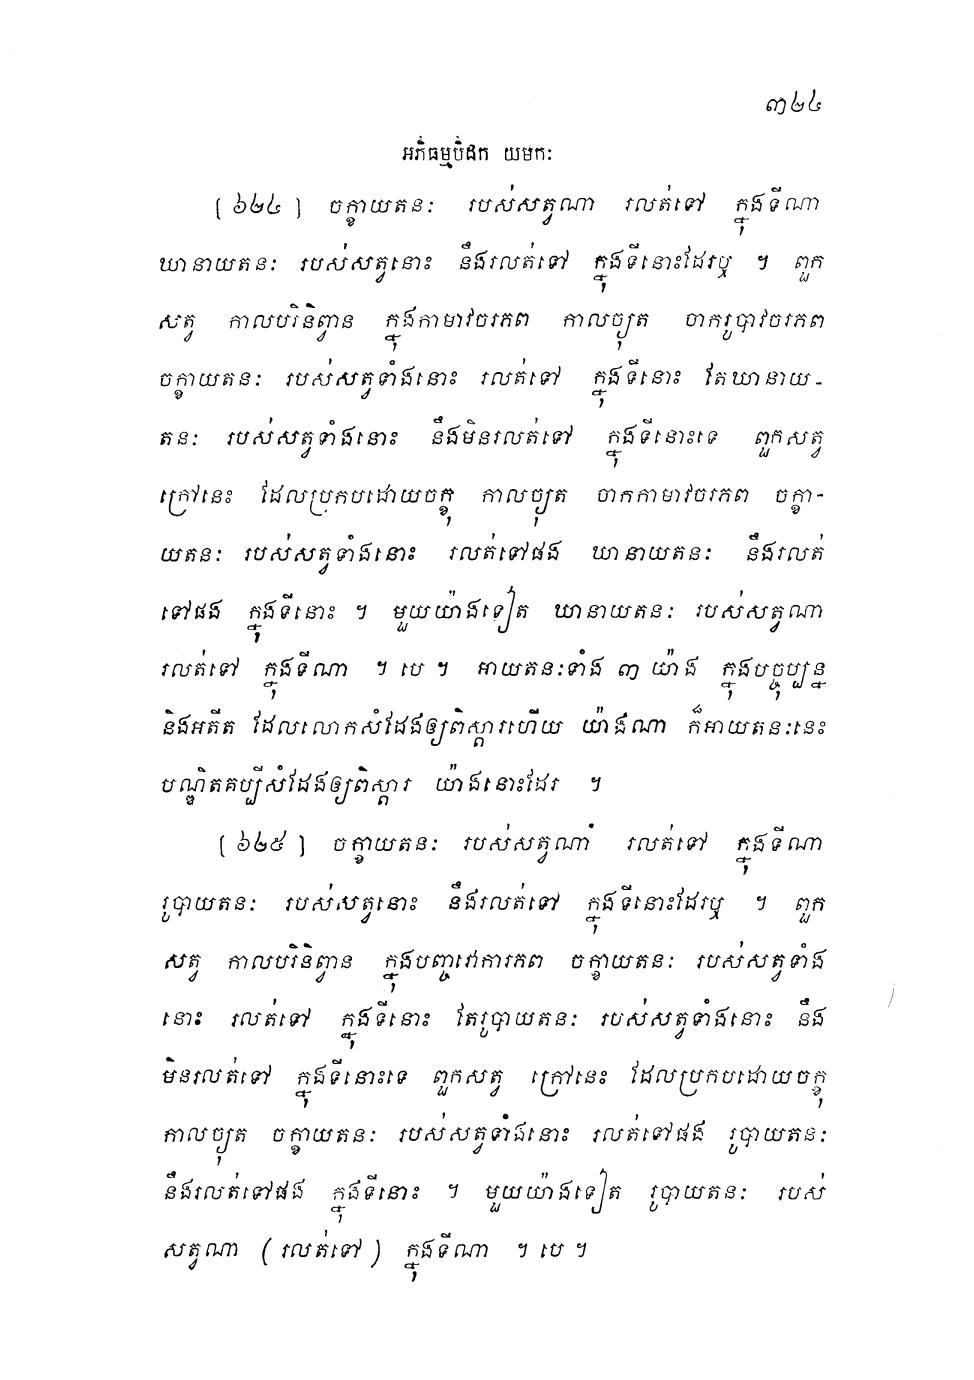 ៣២៤
អភិធម្មបិដក យមកៈ
[៦២៤] ចក្ខាយតនៈ របស់សត្វណា រលត់ទៅ ក្នុងទីណា
ឃានាយតនៈ របស់សត្វនោះ នឹងរលត់ទៅ ក្នុងទីនោះដែរឬ ។ ពួក
សត្វ កាលបរិនិព្វាន ក្នុងកាមាវចរភព កាលច្យុត ចាករូបាវចរភព
ចក្ខាយតនៈ របស់សត្វទាំងនោះ រលត់ទៅ ក្នុងទីនោះ តែឃានាយ-
តនៈ របស់សត្វទាំងនោះ នឹងមិនរលត់ទៅ ក្នុងទីនោះទេ ពួកសត្វ
ក្រៅនេះ ដែលប្រកបដោយចក្ខុ កាលច្យុត ចាកកាមាវចរភព ចក្ខា-
យតនៈ របស់សត្វទាំងនោះ រលត់ទៅផង ឃានាយតនៈ នឹងរលត់
ទៅផង ក្នុងទីនោះ ។ មួយយ៉ាងទៀត ឃានាយតនៈ របស់សត្វណា
រលត់ទៅ ក្នុងទីណា ។ បេ ។ អាយតនៈទាំង ៣ យ៉ាង ក្នុងបច្ចុប្បន្ន
និងអតីត ដែលលោកសំដែងឲ្យពិស្តារហើយ យ៉ាងណា ក៏អាយតនៈនេះ
បណ្ឌិតគប្បីសំដែងឲ្យពិស្តារ យ៉ាងនោះដែរ ។
[៦២៥] ចក្ខាយតនៈ របស់សត្វណា រលត់ទៅ ក្នុងទីណា
រូបាយតនៈ របស់សត្វនោះ នឹងរលត់ទៅ ក្នុងទីនោះដែរឬ ។ ពួក
សត្វ កាលបរិនិព្វាន ក្នុងបញ្ចវោការភព ចក្ខាយតនៈ របស់សត្វទាំង
នោះ រលត់ទៅ ក្នុងទីនោះ តែរូបាយតនៈ របស់សត្វទាំងនោះ នឹង
មិនរលត់ទៅ ក្នុងទីនោះទេ ពួកសត្វ ក្រៅនេះ ដែលប្រកបដោយចក្ខុ
កាលច្យុត ចក្ខាយតនៈ របស់សត្វទាំងនោះ រលត់ទៅផង រូបាយតនៈ
នឹងរលត់ទៅផង ក្នុងទីនោះ ។ មួយយ៉ាងទៀត រូបាយតនៈ របស់
សត្វណា (រលត់ទៅ) ក្នុងទីណា ។ បេ ។